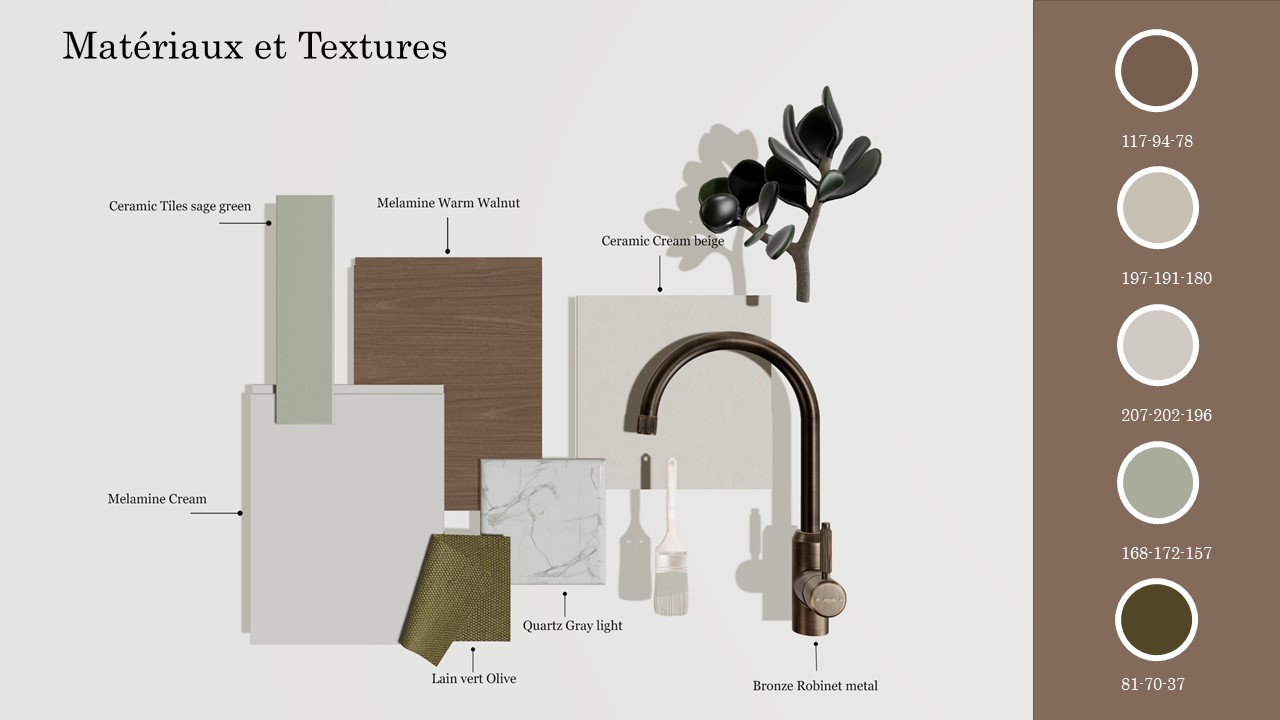 Matériaux et Textures
Ceramic Tiles sage green
Melamine Warm Walnut
Ceramic Cream beige
Melamine Cream
Quartz Gray light
Lain vert Olive
Bronze Robinet metal
117-94-78
197-191-180
207-202-196
168-172-157
81-70-37